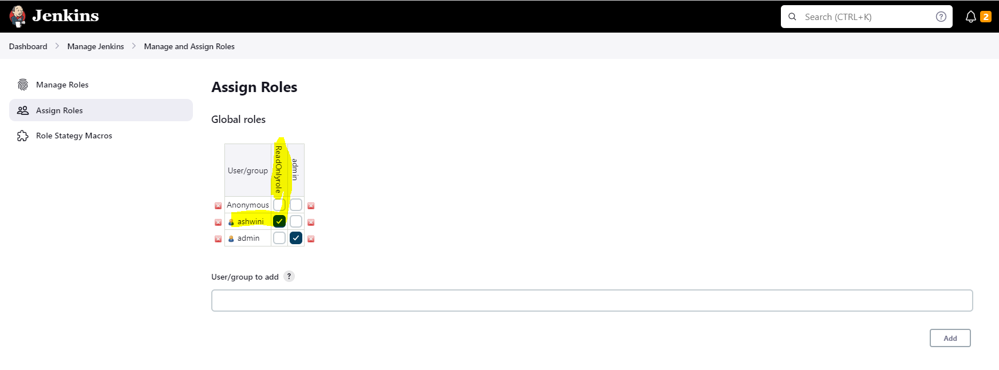 Jenkins
Search (CTRL+K)
?
2
Dashboard
Manage Jenkins
Manage and Assign Roles
Manage Roles
Assign Roles
Role Stategy Macros
Assign Roles
Global roles
User/group
ReadOnlyrole
admin
Anonymous
ashwini
admin
User/group to add ?
Add